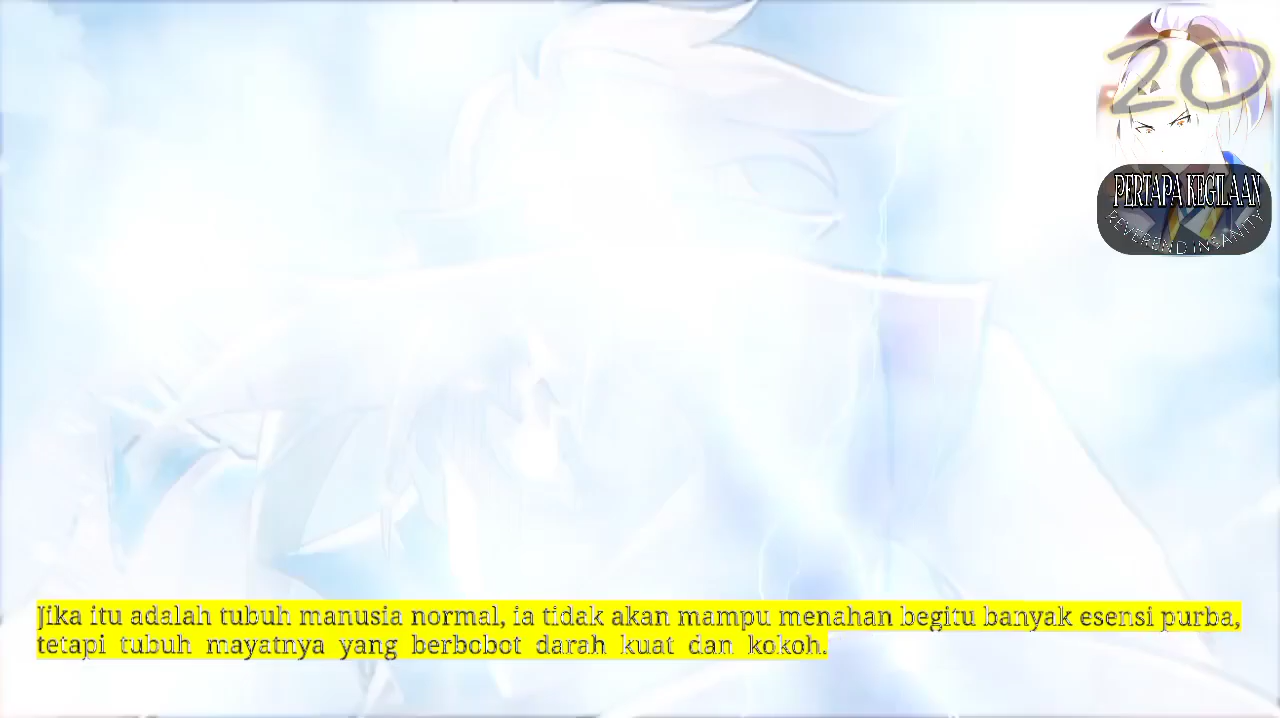 20
PERTAPA KEGILAAN
REVEREND INSANITY
Jika itu adalah tubuh manusia normal, ia tidak akan mampu menahan begitu banyak esensi purba,
tetapi tubuh mayatnya yang berbobot darah kuat dan kokoh.